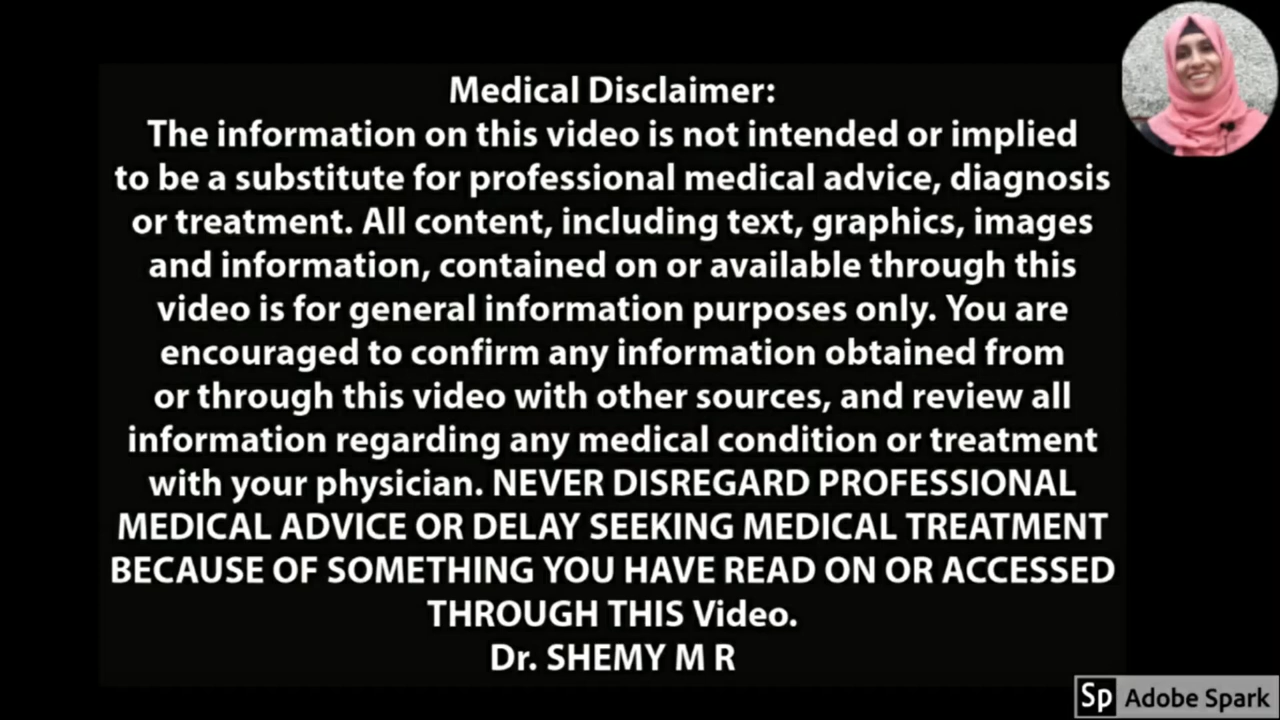 Medical Disclaimer:
The information on this video is not intended or implied
to be a substitute for professional medical advice, diagnosis
or treatment. All content, including text, graphics, images
and information, contained on or available through this
video is for general information purposes only. You are
encouraged to confirm any information obtained from
or through this video with other sources, and review all
information regarding any medical condition or treatment
with your physician. NEVER DISREGARD PROFESSIONAL
MEDICAL ADVICE OR DELAY SEEKING MEDICAL TREATMENT
BECAUSE OF SOMETHING YOU HAVE READ ON OR ACCESSED
THROUGH THIS Video.
Dr. SHEMY M R
Sp Adobe Spark